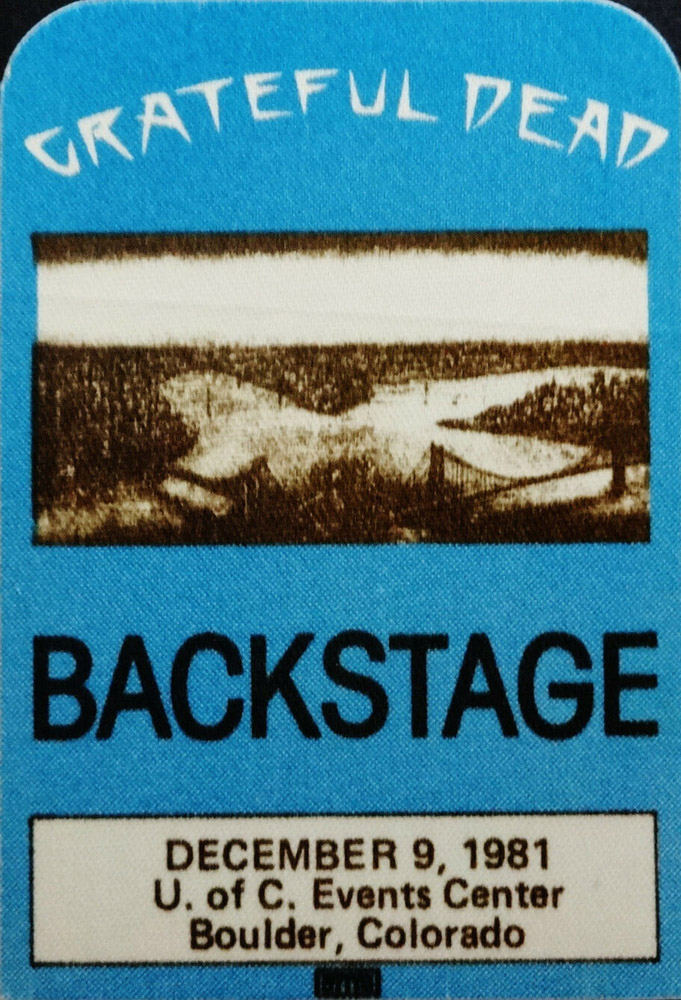 GRATEFUL DEAD
BACKSTAGE
DECEMBER 9, 1981
U. of C. Events Center
Boulder, Colorado